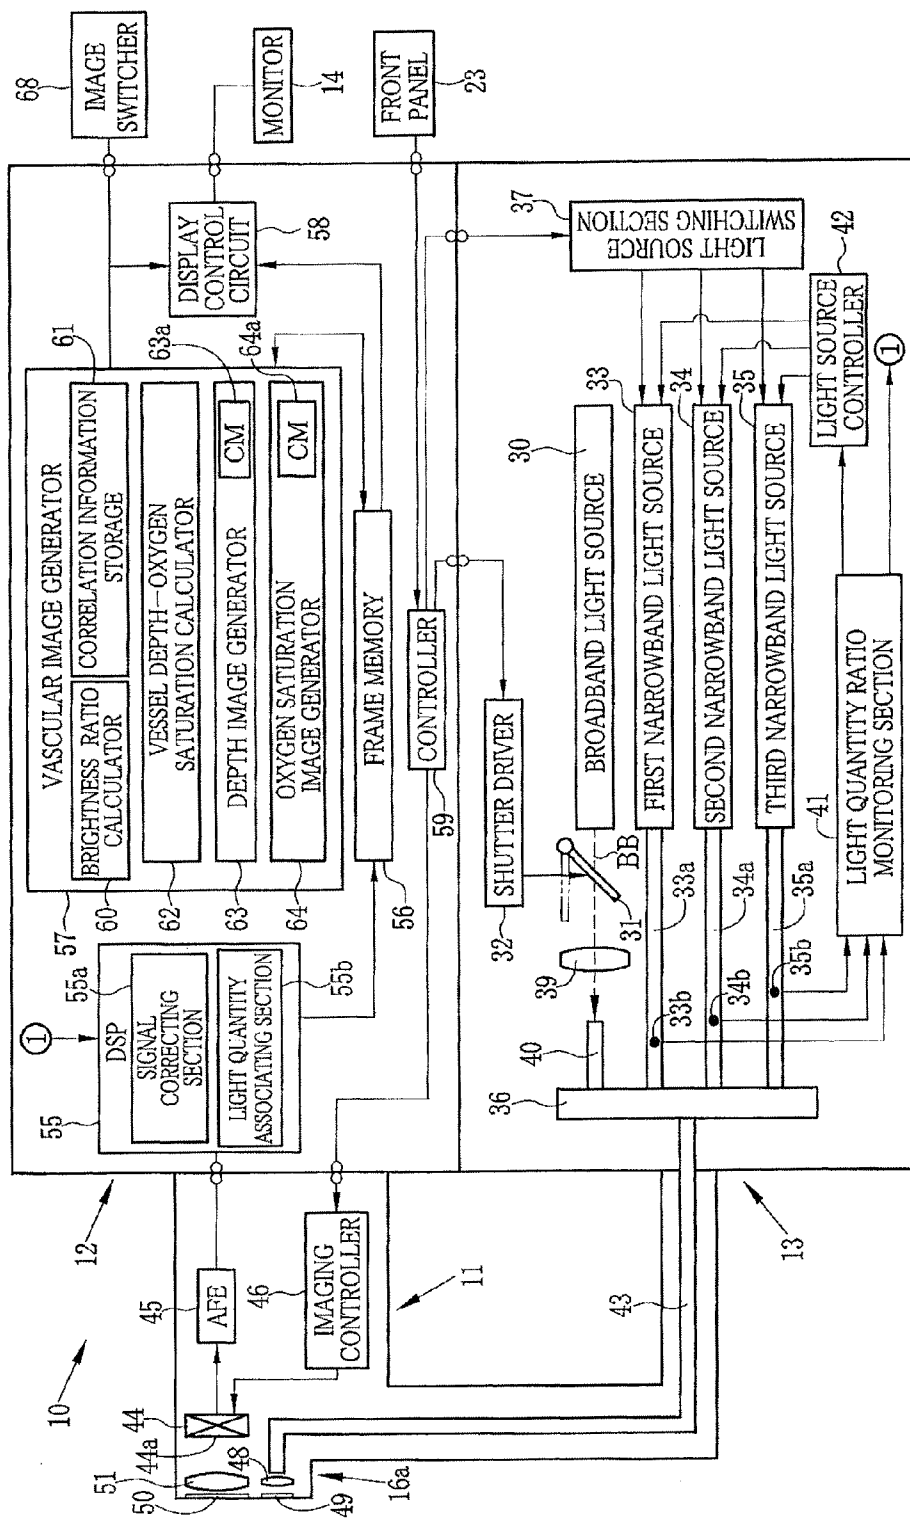 10
12
55
①
DSP
55a
SIGNAL
CORRECTING
SECTION
LIGHT QUANTITY
ASSOCIATING SECTION
55b
57
VASCULAR IMAGE GENERATOR
BRIGHTNESS RATIO
CALCULATOR
60
CORRELATION INFORMATION
STORAGE
61
VESSEL DEPTH-OXYGEN
SATURATION CALCULATOR
62
DEPTH IMAGE GENERATOR
63
CM
63a
OXYGEN SATURATION
IMAGE GENERATOR
64
CM
64a
DISPLAY
CONTROL
CIRCUIT
58
68
IMAGE
SWITCHER
MONITOR
14
FRONT
PANEL
23
FRAME MEMORY
56
CONTROLLER
59
51
50
44
44a
48
49
16a
45
AFE
46
IMAGING
CONTROLLER
11
43
13
SHUTTER DRIVER
32
31
BB
39
40
36
BROADBAND LIGHT SOURCE
30
FIRST NARROWBAND LIGHT SOURCE
33
33a
33b
SECOND NARROWBAND LIGHT SOURCE
34
34a
34b
THIRD NARROWBAND LIGHT SOURCE
35
35a
35b
37
LIGHT SOURCE
SWITCHING SECTION
LIGHT SOURCE
CONTROLLER
42
41
LIGHT QUANTITY RATIO
MONITORING SECTION
①